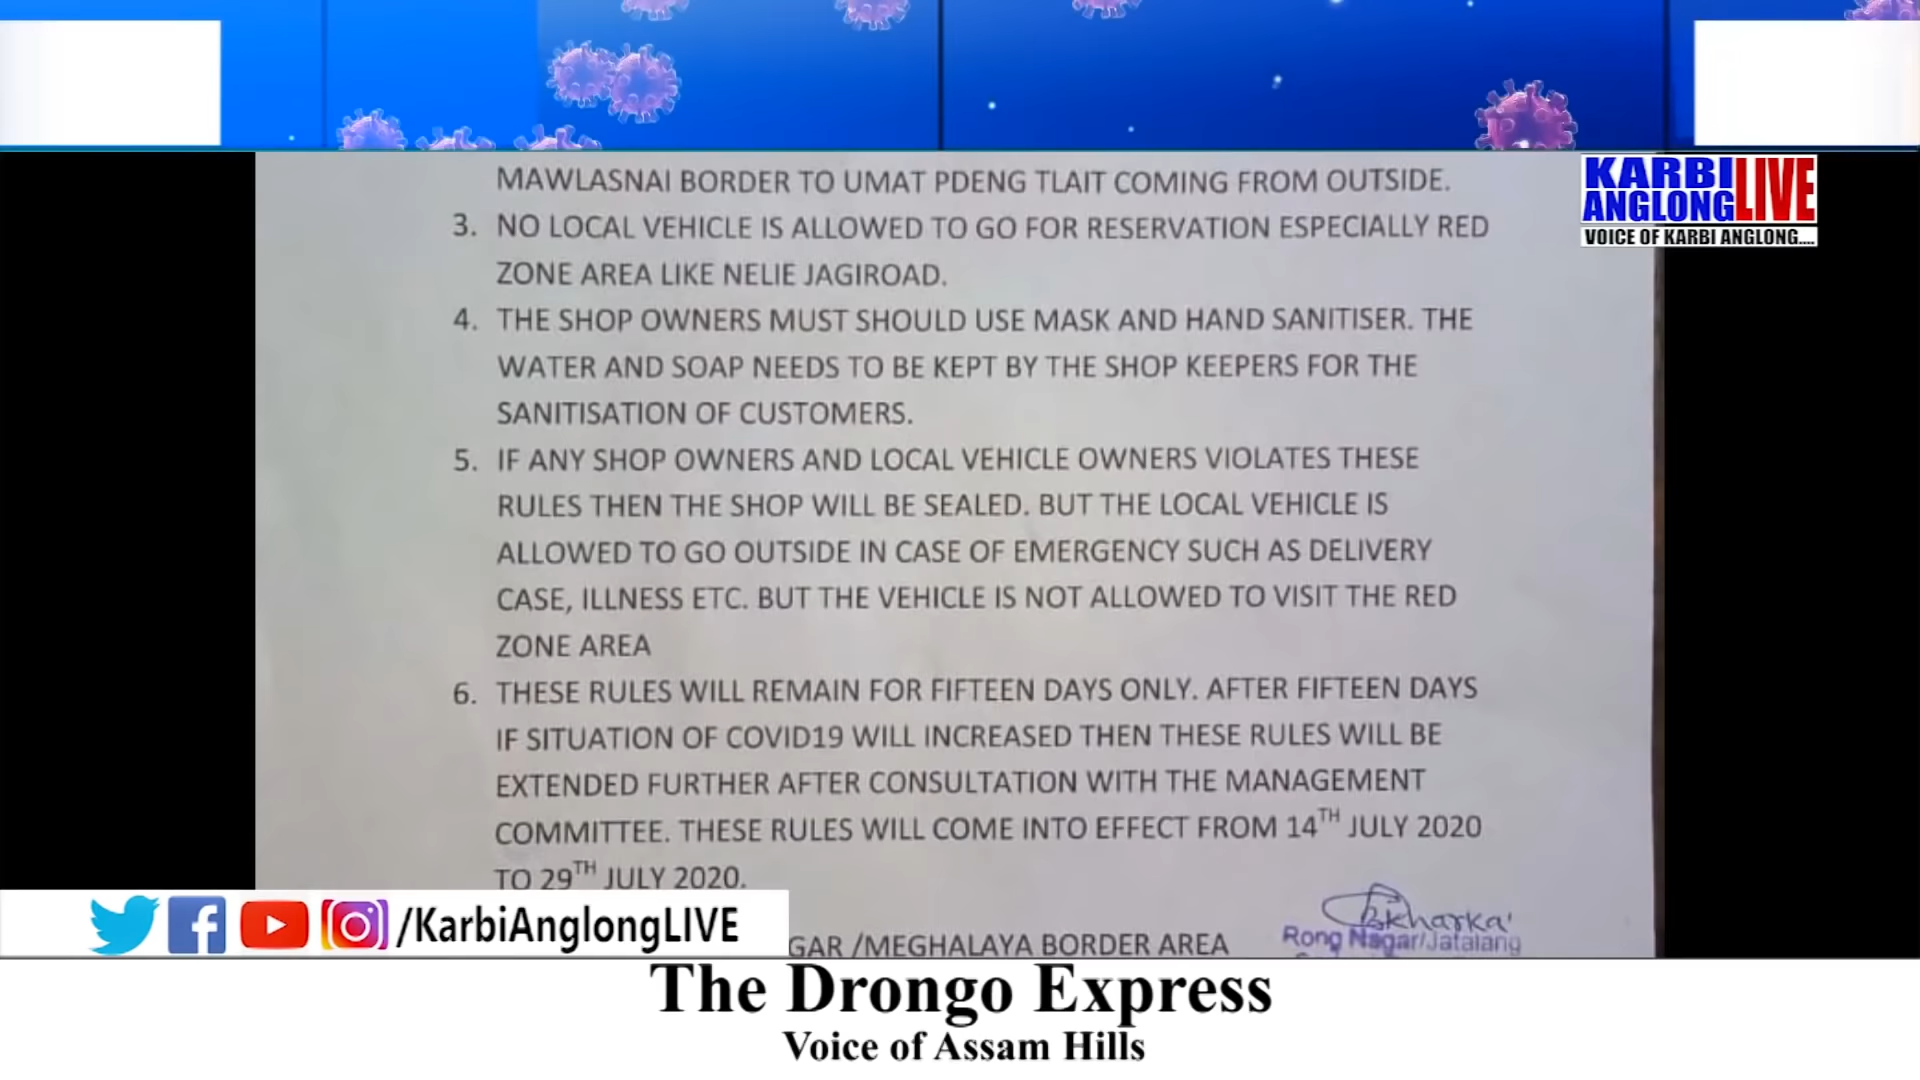 KARBI
ANGLONG LIVE
VOICE OF KARBI ANGLONG....
MAWLASNAI BORDER TO UMAT PDENG TLAIT COMING FROM OUTSIDE.
3. NO LOCAL VEHICLE IS ALLOWED TO GO FOR RESERVATION ESPECIALLY RED
ZONE AREA LIKE NELIE JAGIROAD.
4. THE SHOP OWNERS MUST SHOULD USE MASK AND HAND SANITISER. THE
WATER AND SOAP NEEDS TO BE KEPT BY THE SHOP KEEPERS FOR THE
SANITISATION OF CUSTOMERS.
5. IF ANY SHOP OWNERS AND LOCAL VEHICLE OWNERS VIOLATES THESE
RULES THEN THE SHOP WILL BE SEALED. BUT THE LOCAL VEHICLE IS
ALLOWED TO GO OUTSIDE IN CASE OF EMERGENCY SUCH AS DELIVERY
CASE, ILLNESS ETC. BUT THE VEHICLE IS NOT ALLOWED TO VISIT THE RED
ZONE AREA
6. THESE RULES WILL REMAIN FOR FIFTEEN DAYS ONLY. AFTER FIFTEEN DAYS
IF SITUATION OF COVID19 WILL INCREASED THEN THESE RULES WILL BE
EXTENDED FURTHER AFTER CONSULTATION WITH THE MANAGEMENT
COMMITTEE. THESE RULES WILL COME INTO EFFECT FROM 14TH JULY 2020
TO 29TH JULY 2020.
GAR /MEGHALAYA BORDER AREA
Rong Nagar/Jatalang
/KarbiAnglongLIVE
The Drongo Express
Voice of Assam Hills